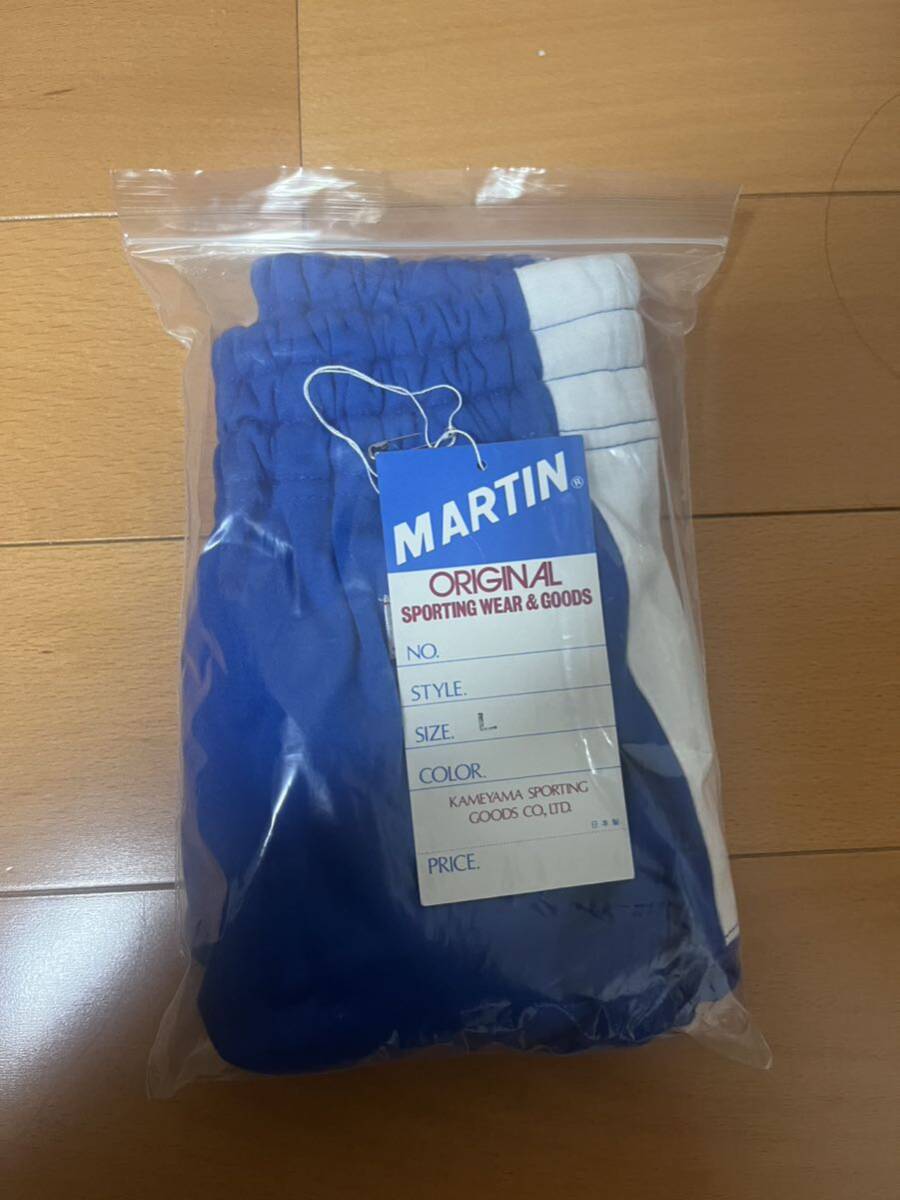 MARTIN®
ORIGINAL
SPORTING WEAR & GOODS
NO.
STYLE.
SIZE. L
COLOR.
KAMEYAMA SPORTING
GOODS CO., LTD.
日本製
PRICE.